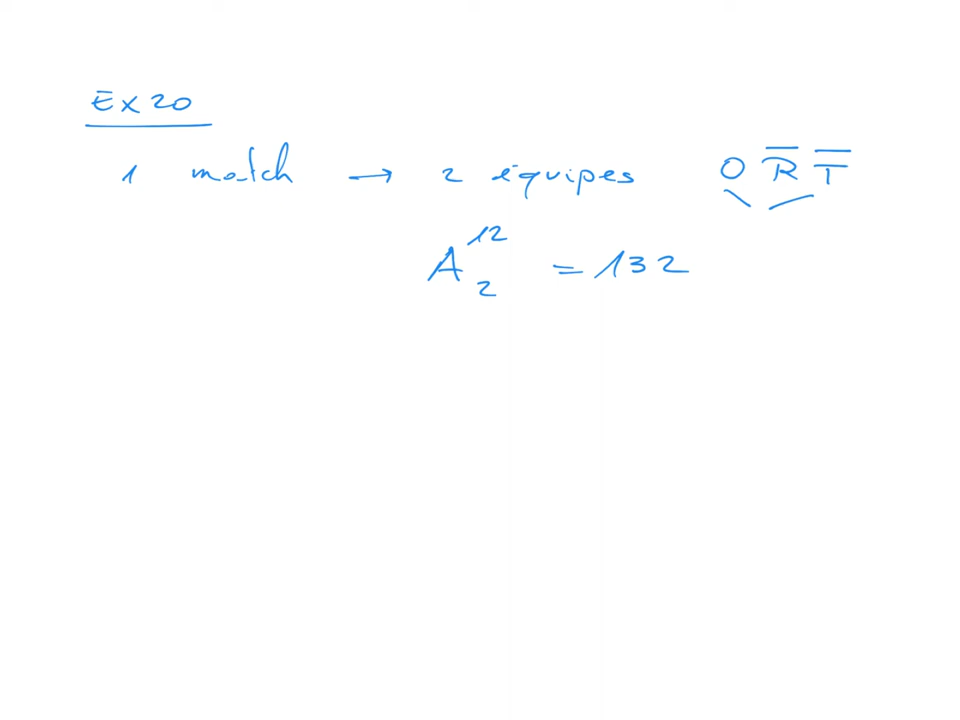 Ex 20
1 match → 2 équipes O R̅ T̅
A₂¹² = 132